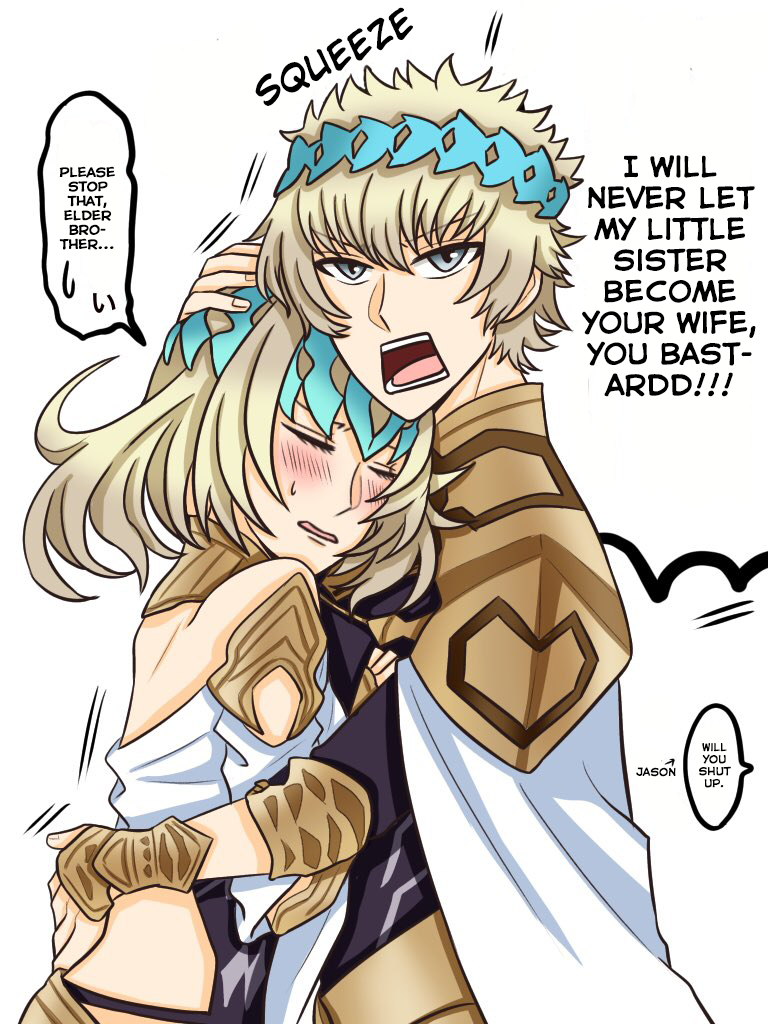 SQUEEZE
PLEASE
STOP
THAT,
ELDER
BRO-
THER...
I WILL
NEVER LET
MY LITTLE
SISTER
BECOME
YOUR WIFE,
YOU BAST-
ARDD!!!
JASON
WILL
YOU
SHUT
UP.